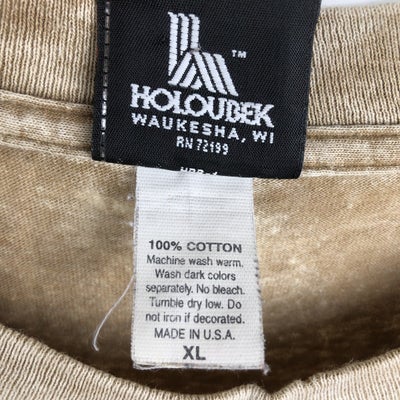 ™
HOLOUBEK
WAUKESHA, WI
RN 72199
100% COTTON
Machine wash warm.
Wash dark colors
separately. No bleach.
Tumble dry low. Do
not iron if decorated.
MADE IN U.S.A.
XL